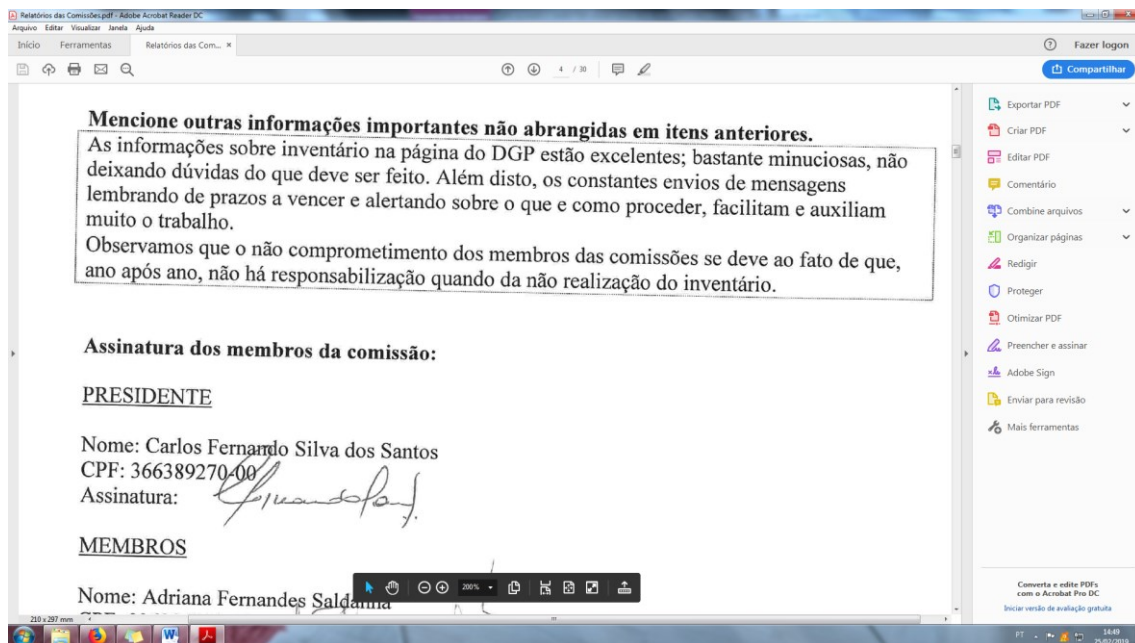 Relatórios das Comissões.pdf - Adobe Acrobat Reader DC
Arquivo Editar Visualizar Janela Ajuda
Início Ferramentas Relatórios das Com... × Fazer logon
4 / 30 Compartilhar
Mencione outras informações importantes não abrangidas em itens anteriores.
As informações sobre inventário na página do DGP estão excelentes; bastante minuciosas, não
deixando dúvidas do que deve ser feito. Além disto, os constantes envios de mensagens
lembrando de prazos a vencer e alertando sobre o que e como proceder, facilitam e auxiliam
muito o trabalho.
Observamos que o não comprometimento dos membros das comissões se deve ao fato de que,
ano após ano, não há responsabilização quando da não realização do inventário.
Assinatura dos membros da comissão:
PRESIDENTE
Nome: Carlos Fernando Silva dos Santos
CPF: 366389270-00
Assinatura:
MEMBROS
Nome: Adriana Fernandes Saldanha
200%
210 x 297 mm
Exportar PDF
Criar PDF
Editar PDF
Comentário
Combine arquivos
Organizar páginas
Redigir
Proteger
Otimizar PDF
Preencher e assinar
Adobe Sign
Enviar para revisão
Mais ferramentas
Converta e edite PDFs
com o Acrobat Pro DC
Iniciar versão de avaliação gratuita
PT 14:49
25/02/2019